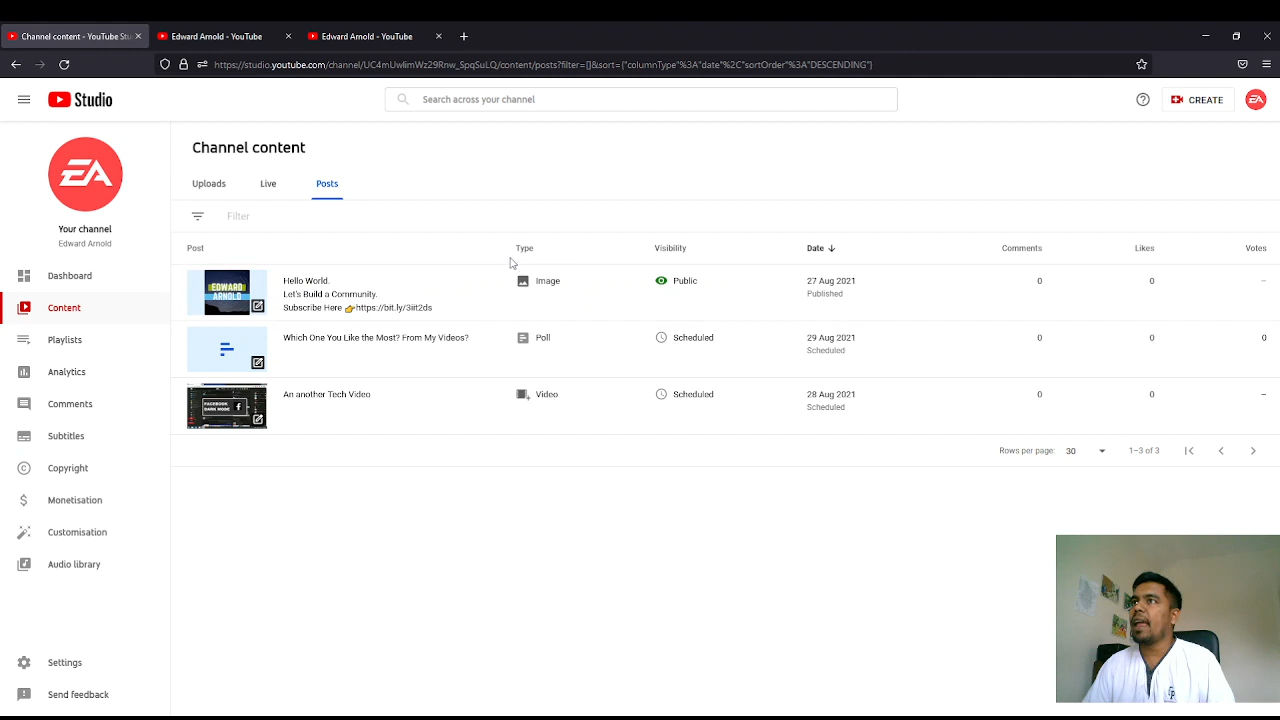 Channel content - YouTube Stu
Edward Arnold - YouTube
Edward Arnold - YouTube
https://studio.youtube.com/channel/UC4mUwlimWz29Rnw_SpqSuLQ/content/posts?filter=[]&sort={"columnType"%3A"date"%2C"sortOrder"%3A"DESCENDING"}
Studio
Search across your channel
CREATE
EA
EA
Your channel
Edward Arnold
Dashboard
Content
Playlists
Analytics
Comments
Subtitles
Copyright
Monetisation
Customisation
Audio library
Settings
Send feedback
Channel content
Uploads Live Posts
Filter
Post Type Visibility Date Comments Likes Votes
EDWARD
ARNOLD
Hello World.
Let's Build a Community.
Subscribe Here 👉https://bit.ly/3iit2ds
Image Public 27 Aug 2021 0 0 –
Published
Which One You Like the Most? From My Videos? Poll Scheduled 29 Aug 2021 0 0 0
Scheduled
FACEBOOK
DARK MODE
An another Tech Video Video Scheduled 28 Aug 2021 0 0 –
Scheduled
Rows per page: 30 1–3 of 3